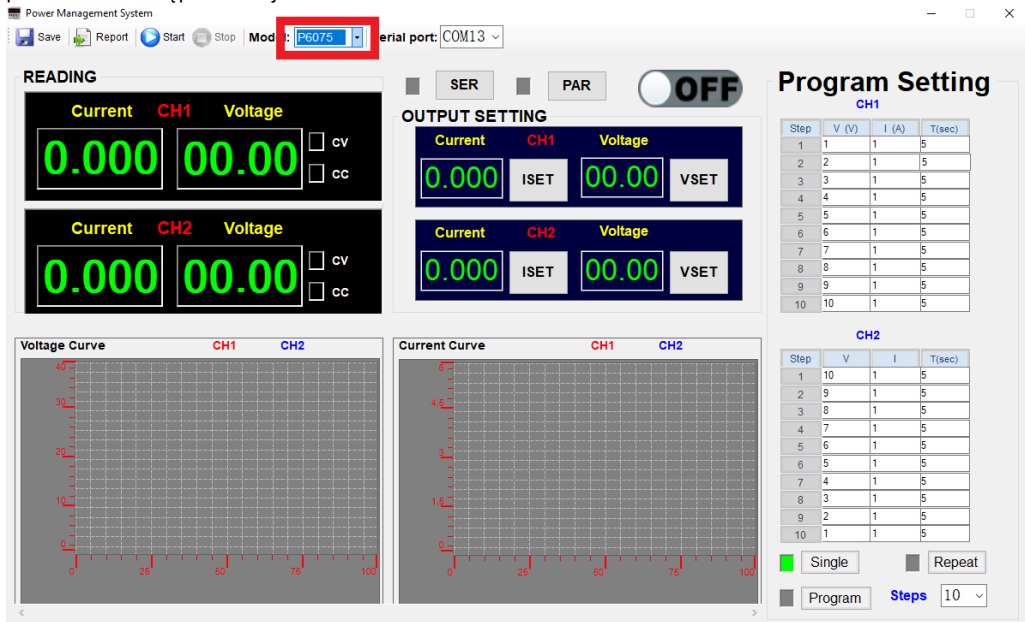 Power Management System
Save Report Start Stop Model: P6075 erial port: COM13
READING
Current CH1 Voltage
0.000 00.00
CV
CC
Current CH2 Voltage
0.000 00.00
CV
CC
SER PAR OFF
OUTPUT SETTING
Current CH1 Voltage
0.000 ISET 00.00 VSET
Current CH2 Voltage
0.000 ISET 00.00 VSET
Voltage Curve CH1 CH2
40
30
20
10
0
0 25 50 75 100
Current Curve CH1 CH2
6
4.5
3
1.5
0
0 25 50 75 100
Program Setting
CH1
Step V (V) I (A) T(sec)
1 1 1 5
2 2 1 5
3 3 1 5
4 4 1 5
5 5 1 5
6 6 1 5
7 7 1 5
8 8 1 5
9 9 1 5
10 10 1 5
CH2
Step V I T(sec)
1 10 1 5
2 9 1 5
3 8 1 5
4 7 1 5
5 6 1 5
6 5 1 5
7 4 1 5
8 3 1 5
9 2 1 5
10 1 1 5
Single Repeat
Program Steps 10